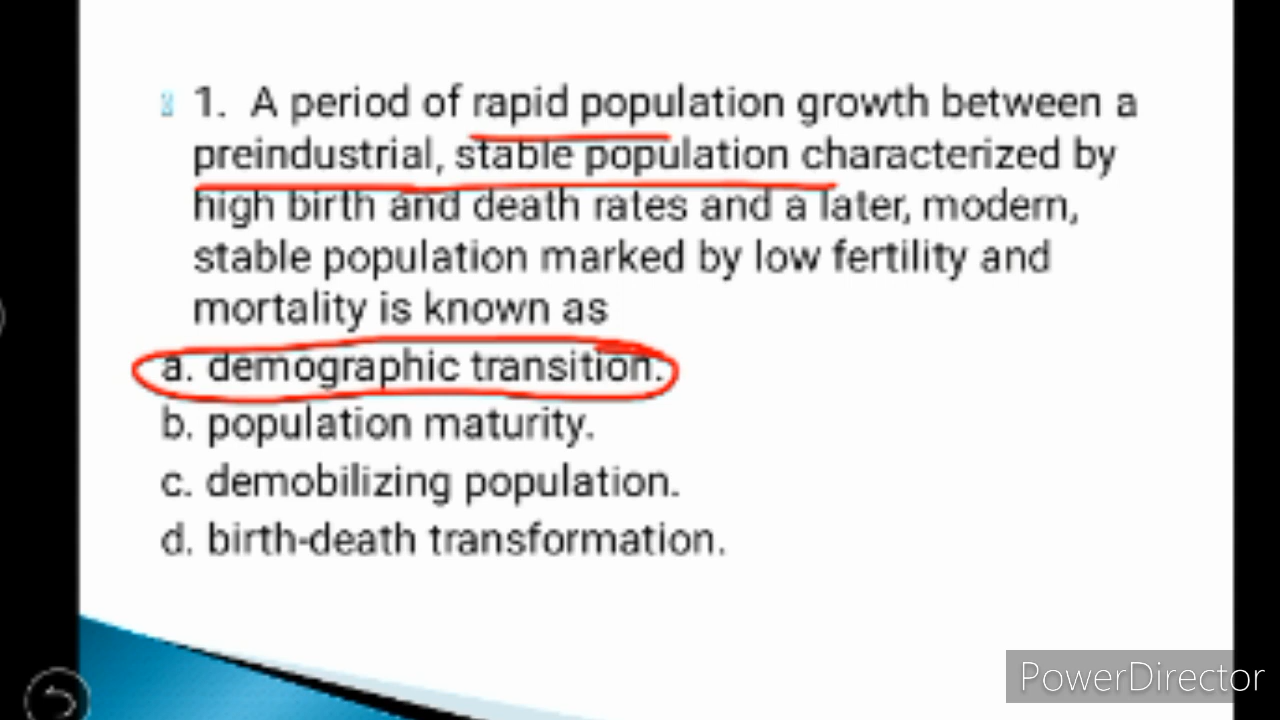 1. A period of rapid population growth between a
preindustrial, stable population characterized by
high birth and death rates and a later, modern,
stable population marked by low fertility and
mortality is known as
a. demographic transition.
b. population maturity.
c. demobilizing population.
d. birth-death transformation.
PowerDirector